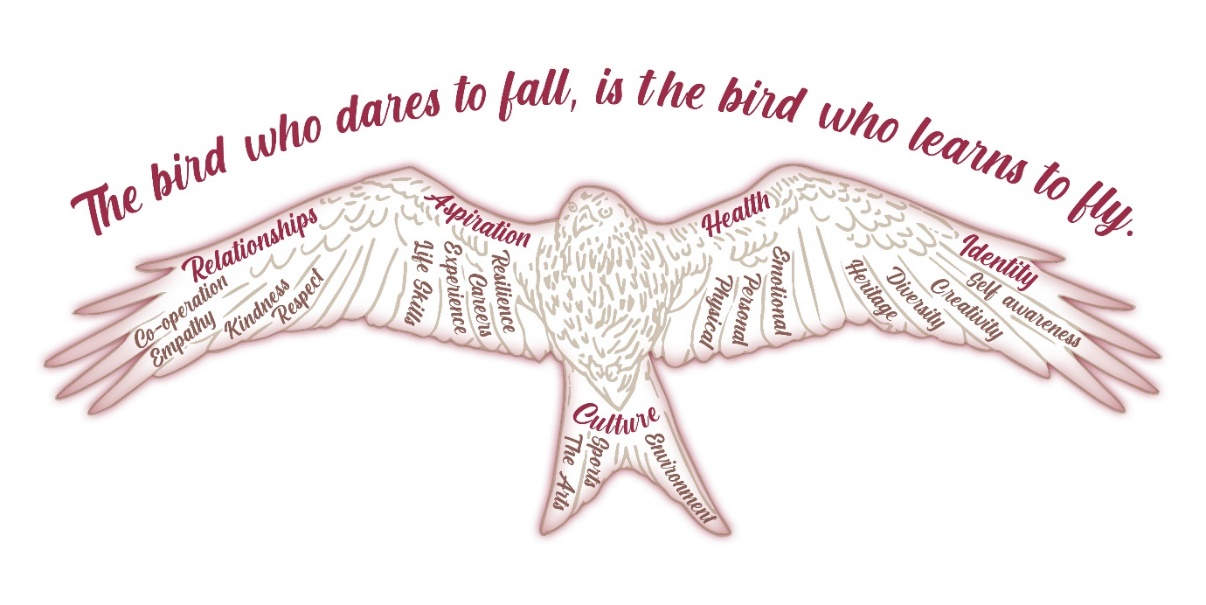 The bird who dares to fall, is the bird who learns to fly.
Relationships
Co-operation
Empathy
Kindness
Respect
Aspiration
Life Skills
Experience
Careers
Resilience
Health
Physical
Personal
Emotional
Identity
Heritage
Diversity
Creativity
Self awareness
Culture
The Arts
Sports
Environment